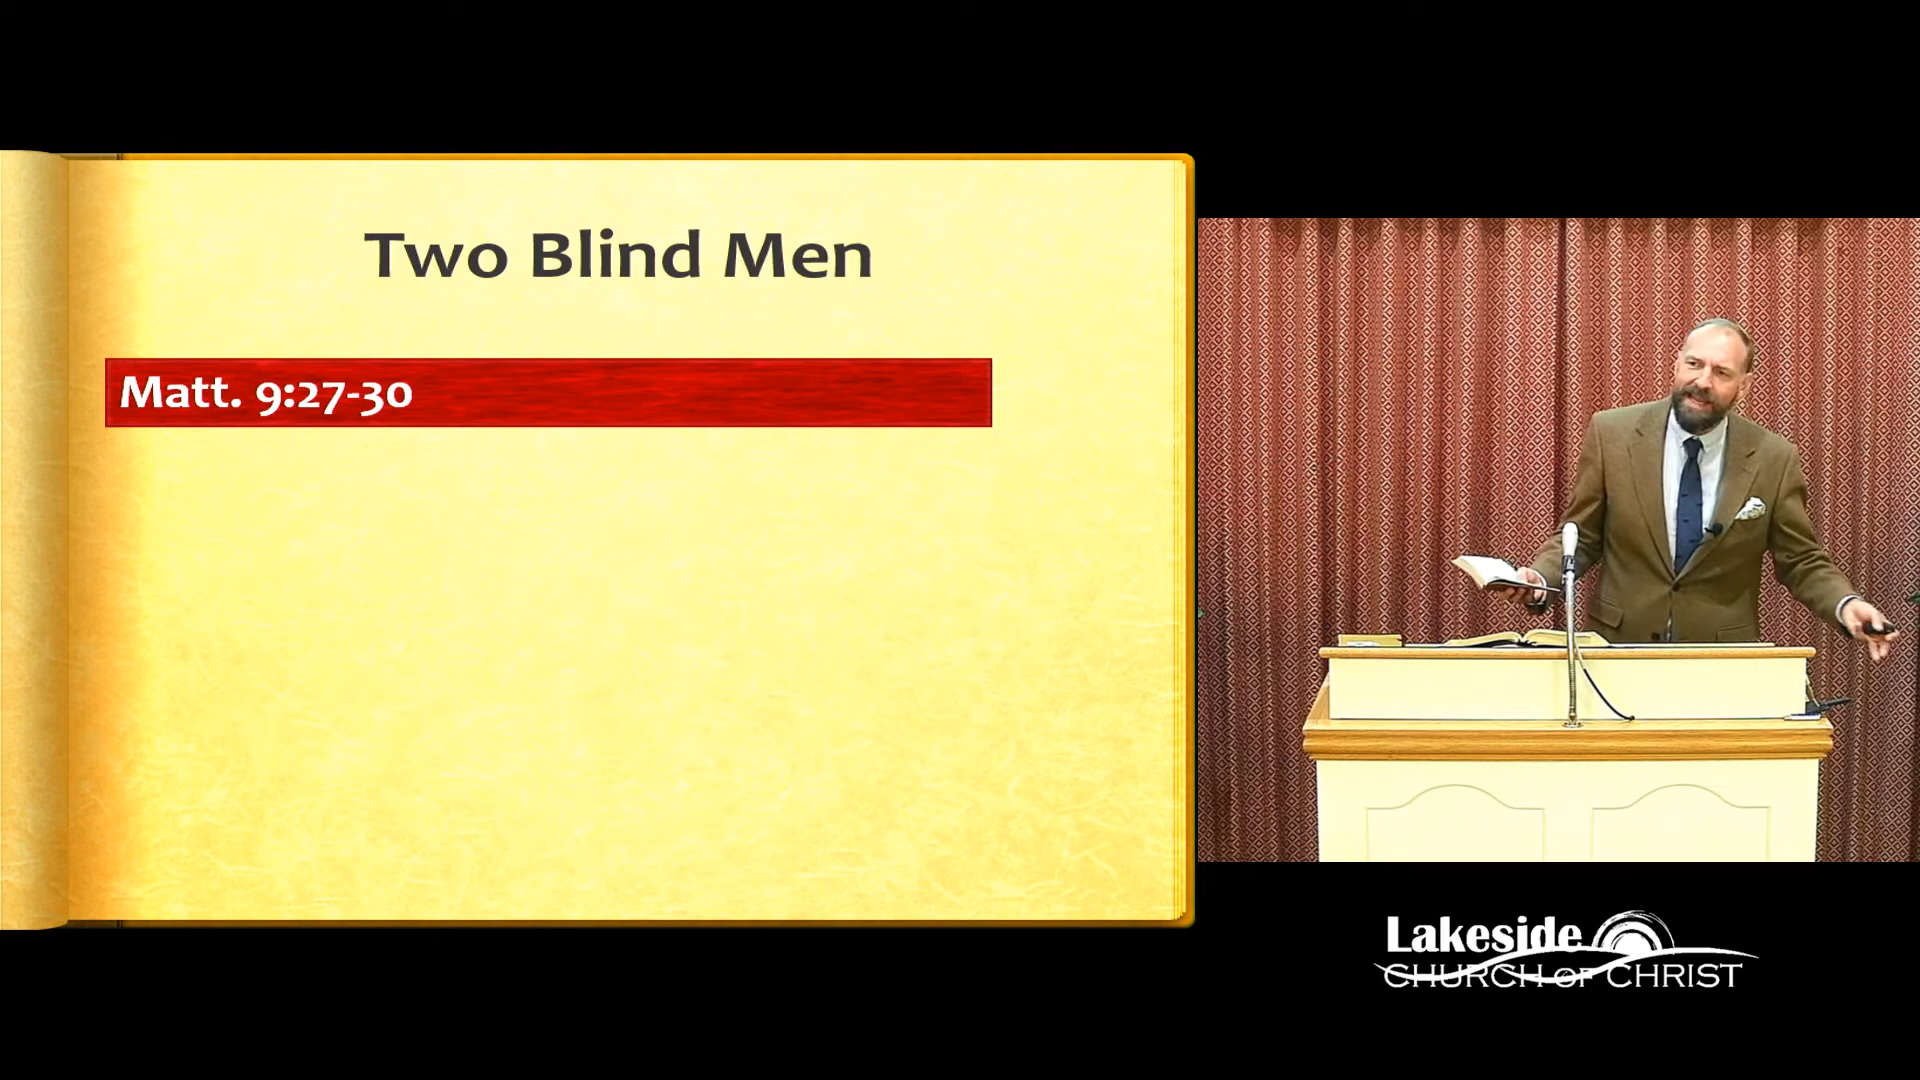 Two Blind Men
Matt. 9:27-30
Lakeside
CHURCH OF CHRIST